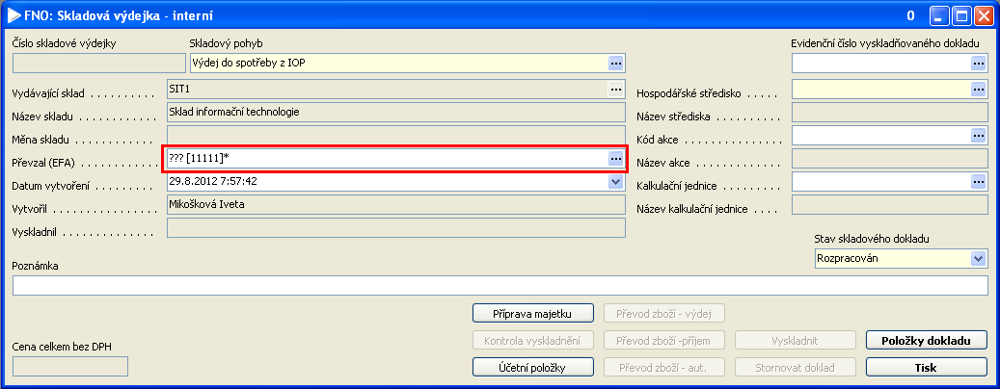 FNO: Skladová výdejka - interní 0
Číslo skladové výdejky Skladový pohyb Evidenční číslo vyskladňovaného dokladu
Výdej do spotřeby z IOP ...
Vydávající sklad . . . . . . . . . . SIT1 ... Hospodářské středisko . . . . . ...
Název skladu . . . . . . . . . . . . Sklad informační technologie Název střediska . . . . . . . . . .
Měna skladu . . . . . . . . . . . . . Kód akce . . . . . . . . . . . . . . ...
Převzal (EFA) . . . . . . . . . . . . ??? [11111]* ... Název akce . . . . . . . . . . . .
Datum vytvoření . . . . . . . . . . 29.8.2012 7:57:42 Kalkulační jednice . . . . . . . . ...
Vytvořil . . . . . . . . . . . . . . . . Mikošková Iveta Název kalkulační jednice . . . .
Vyskladnil . . . . . . . . . . . . . .
Stav skladového dokladu
Rozpracován
Poznámka
Příprava majetku Převod zboží - výdej
Kontrola vyskladnění Převod zboží -příjem Vyskladnit Položky dokladu
Cena celkem bez DPH
Účetní položky Převod zboží - aut. Stornovat doklad Tisk